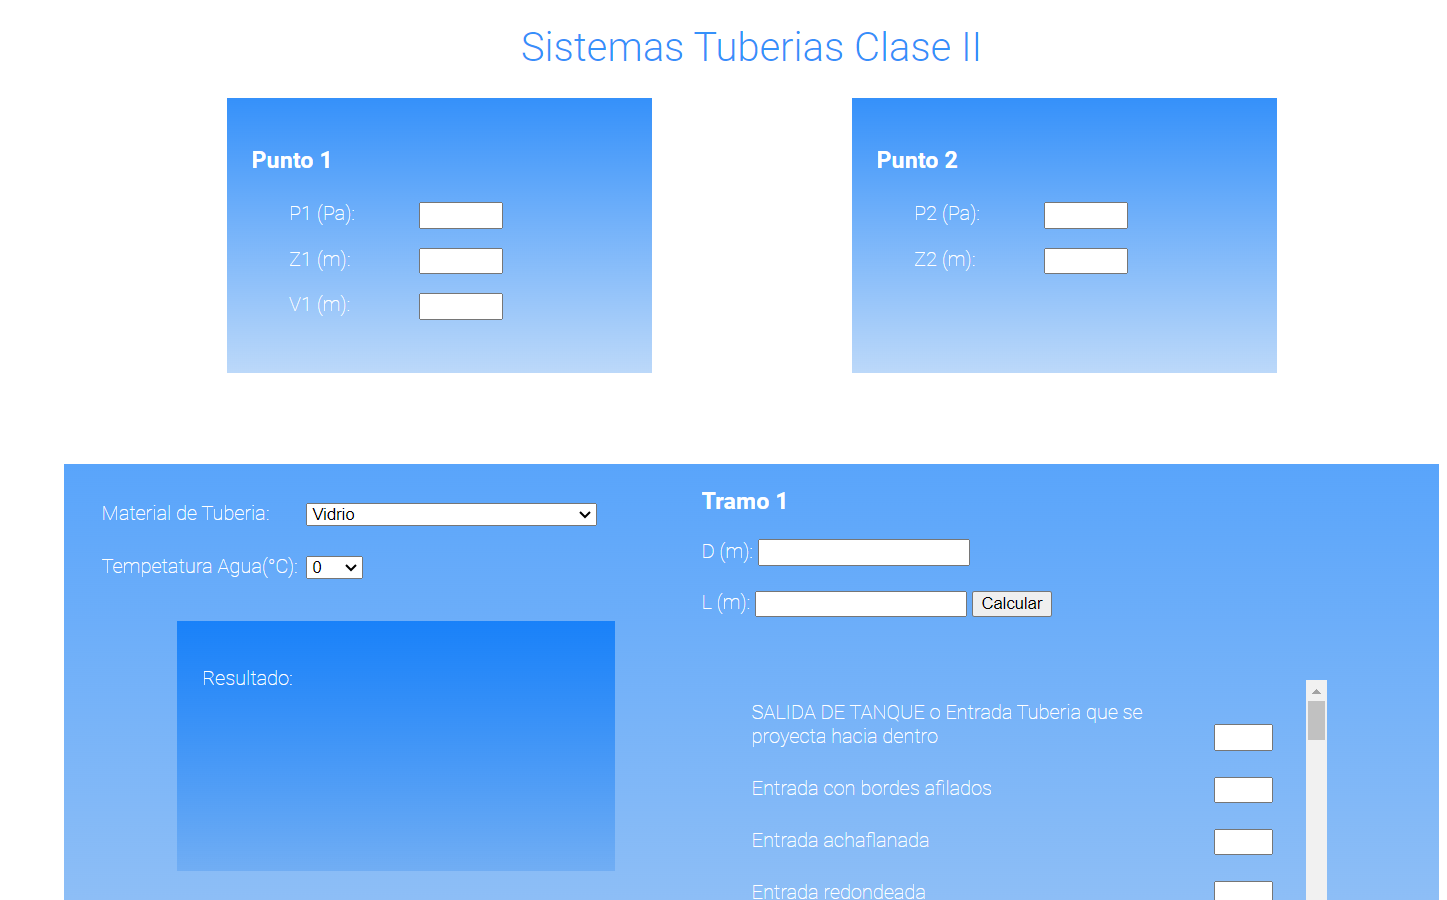 Sistemas Tuberias Clase II
Punto 1
P1 (Pa):
Z1 (m):
V1 (m):
Punto 2
P2 (Pa):
Z2 (m):
Material de Tuberia: Vidrio
Tempetatura Agua(°C): 0
Resultado:
Tramo 1
D (m):
L (m): Calcular
SALIDA DE TANQUE o Entrada Tuberia que se
proyecta hacia dentro
Entrada con bordes afilados
Entrada achaflanada
Entrada redondeada